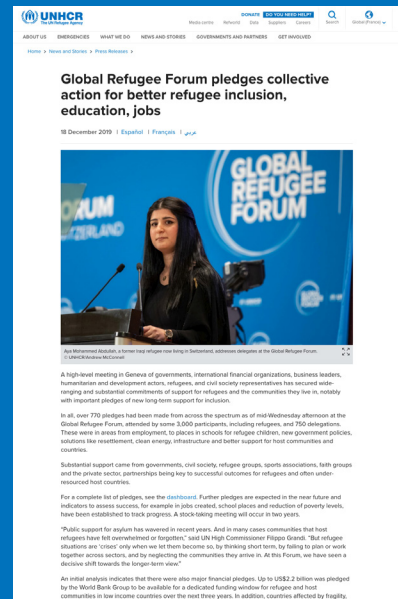 UNHCR
The UN Refugee Agency
DONATE DO YOU NEED HELP?
Media centre Network Data Suppliers Careers Search Global (France)
ABOUT US EMERGENCIES WHAT WE DO NEWS AND STORIES GOVERNMENTS AND PARTNERS GET INVOLVED
Home > News and Stories > Press Releases >
Global Refugee Forum pledges collective
action for better refugee inclusion,
education, jobs
18 December 2019 | Español | Français | عربي
GLOBAL
REFUGEE
FORUM
RUM
ZERLAND
Aya Mohammed Abdullah, a former Iraqi refugee now living in Switzerland, addresses delegates at the Global Refugee Forum.
© UNHCR/Andrew McConnell
A high-level meeting in Geneva of governments, international financial organizations, business leaders,
humanitarian and development actors, refugees, and civil society representatives has secured wide-
ranging and substantial commitments of support for refugees and the communities they live in, notably
with important pledges of new long-term support for inclusion.
In all, over 770 pledges had been made from across the spectrum as of mid-Wednesday afternoon at the
Global Refugee Forum, attended by some 3,000 participants, including refugees, and 750 delegations.
These were in areas from employment, to places in schools for refugee children, new government policies,
solutions like resettlement, clean energy, infrastructure and better support for host communities and
countries.
Substantial support came from governments, civil society, refugee groups, sports associations, faith groups
and the private sector, partnerships being key to successful outcomes for refugees and often under-
resourced host countries.
For a complete list of pledges, see the dashboard. Further pledges are expected in the near future and
indicators to assess success, for example in jobs created, school places and reduction of poverty levels,
have been established to track progress. A stock-taking meeting will occur in two years.
"Public support for asylum has wavered in recent years. And in many cases communities that host
refugees have felt overwhelmed or forgotten," said UN High Commissioner Filippo Grandi. "But refugee
situations are 'crises' only when we let them become so, by thinking short term, by failing to plan or work
together across sectors, and by neglecting the communities they arrive in. At this Forum, we have seen a
decisive shift towards the longer-term view."
An initial analysis indicates that there were also major financial pledges. Up to US$2.2 billion was pledged
by the World Bank Group to be available for a dedicated funding window for refugee and host
communities in low income countries over the next three years. In addition, countries affected by fragility,